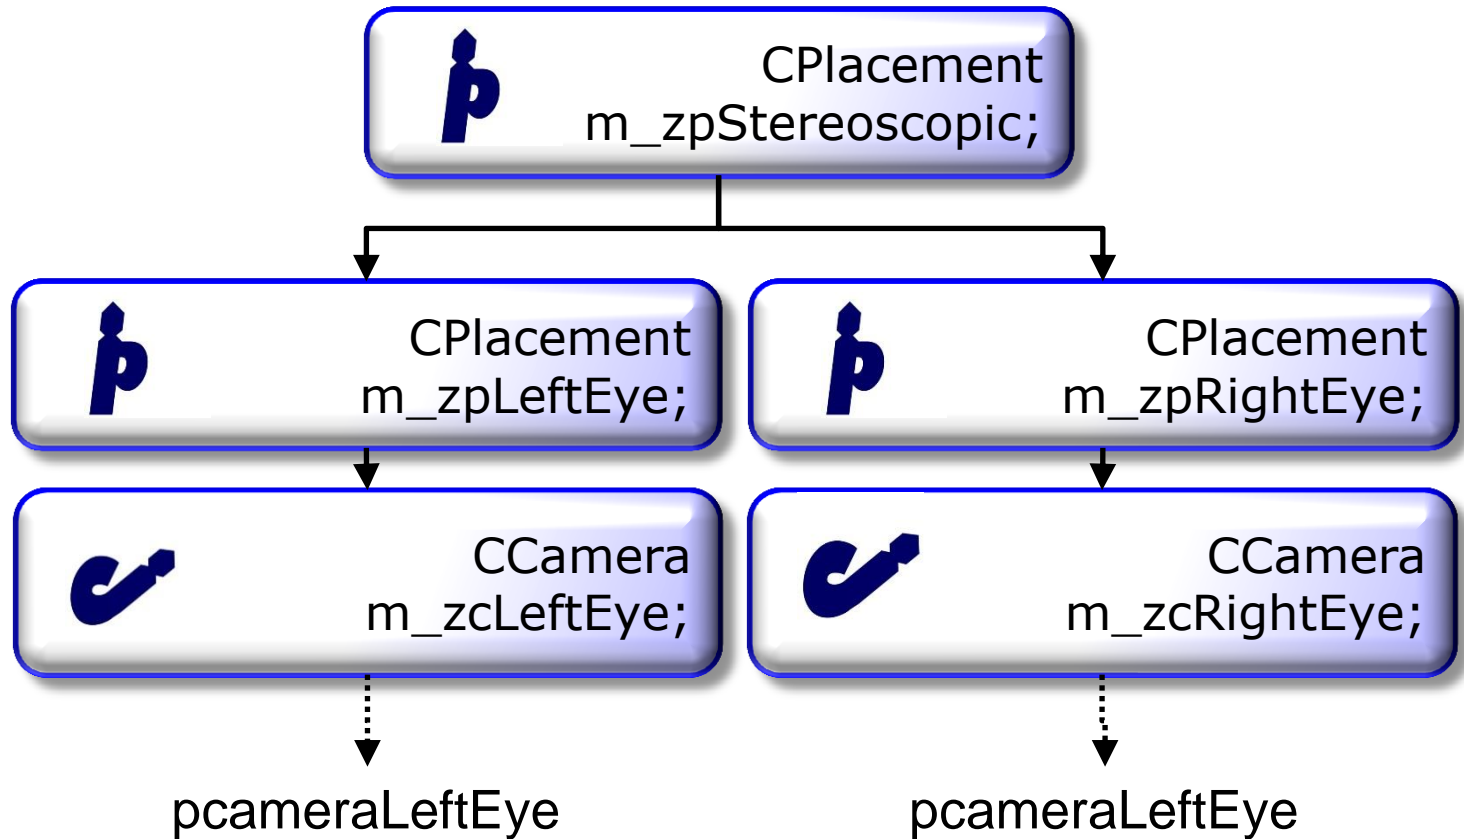 CPlacement
m_zpStereoscopic;
CPlacement
m_zpLeftEye;
CPlacement
m_zpRightEye;
CCamera
m_zcLeftEye;
CCamera
m_zcRightEye;
pcameraLeftEye
pcameraLeftEye